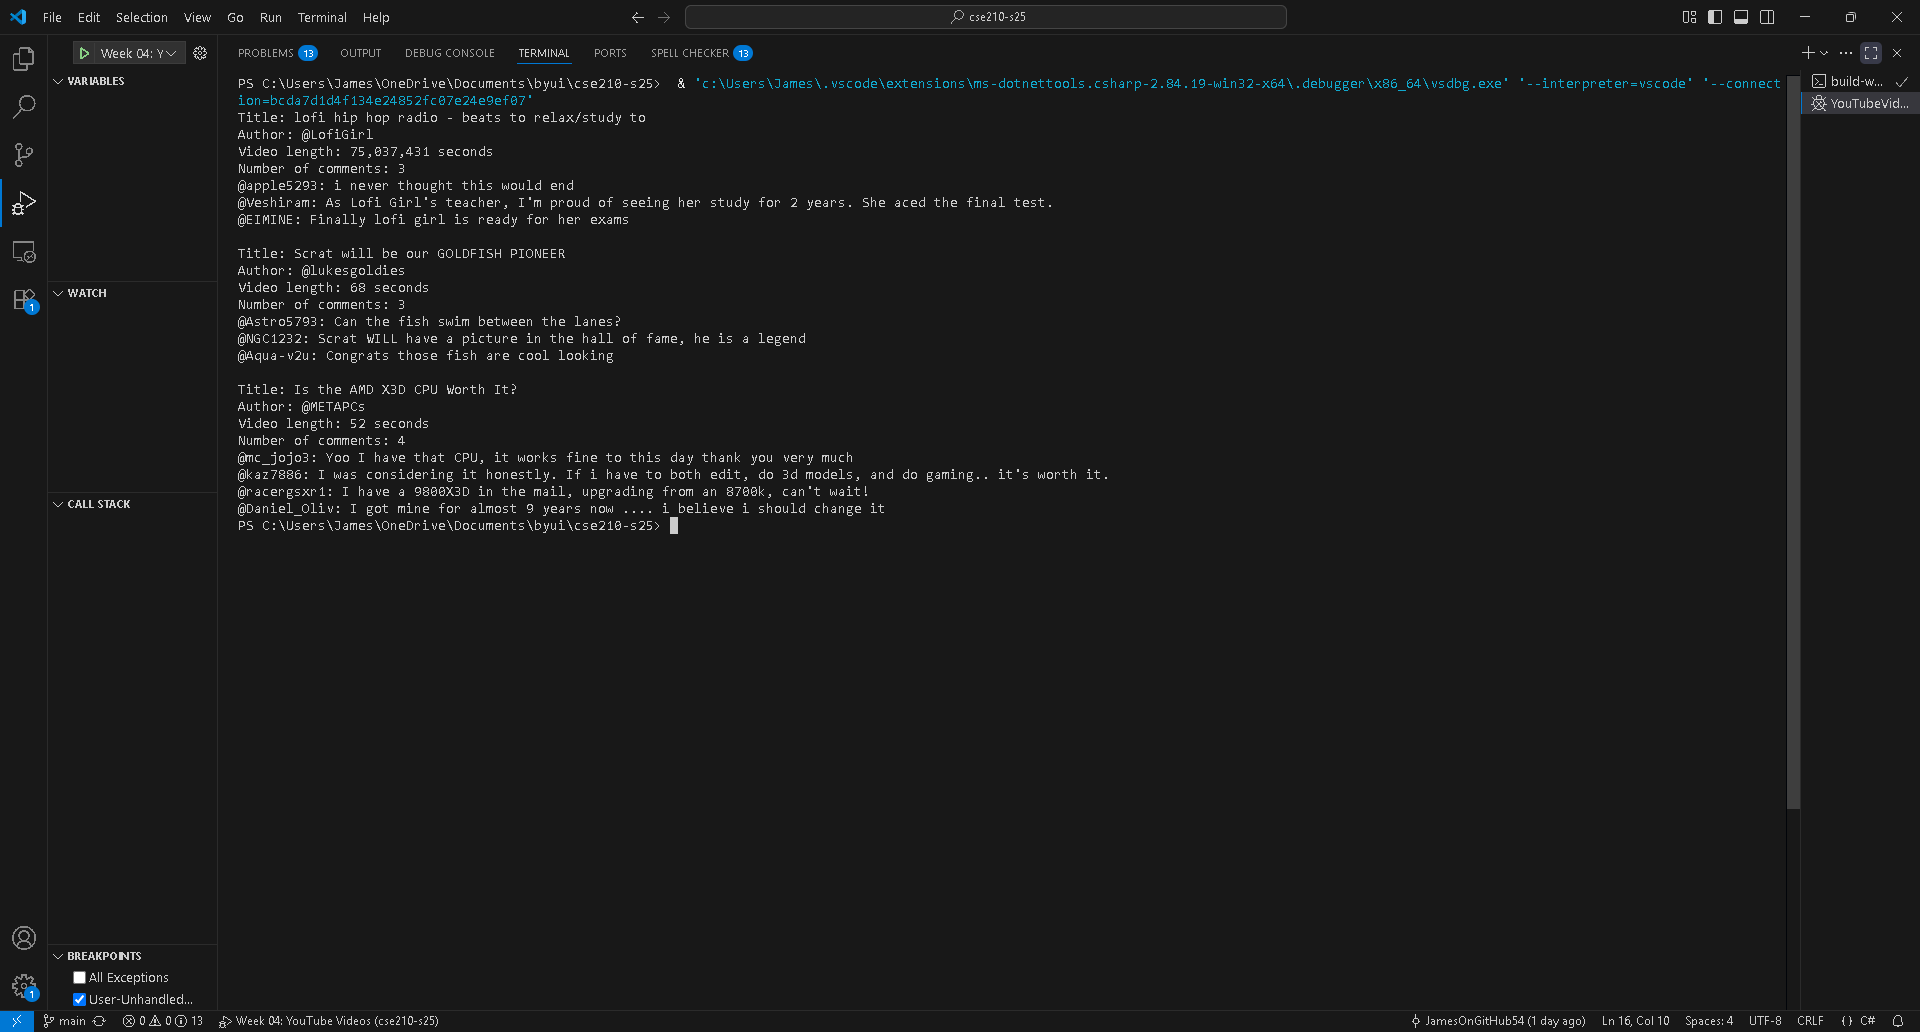 File Edit Selection View Go Run Terminal Help
cse210-s25
Week 04: Y
PROBLEMS 13 OUTPUT DEBUG CONSOLE TERMINAL PORTS SPELL CHECKER 13
VARIABLES
WATCH
CALL STACK
BREAKPOINTS
All Exceptions
User-Unhandled...
1
1
PS C:\Users\James\OneDrive\Documents\byui\cse210-s25>  & 'c:\Users\James\.vscode\extensions\ms-dotnettools.csharp-2.84.19-win32-x64\.debugger\x86_64\vsdbg.exe' '--interpreter=vscode' '--connect
ion=bcda7d1d4f134e24852fc07e24e9ef07'
Title: lofi hip hop radio - beats to relax/study to
Author: @LofiGirl
Video length: 75,037,431 seconds
Number of comments: 3
@apple5293: i never thought this would end
@Veshiram: As Lofi Girl's teacher, I'm proud of seeing her study for 2 years. She aced the final test.
@EIMINE: Finally lofi girl is ready for her exams
Title: Scrat will be our GOLDFISH PIONEER
Author: @lukesgoldies
Video length: 68 seconds
Number of comments: 3
@Astro5793: Can the fish swim between the lanes?
@NGC1232: Scrat WILL have a picture in the hall of fame, he is a legend
@Aqua-v2u: Congrats those fish are cool looking
Title: Is the AMD X3D CPU Worth It?
Author: @METAPCs
Video length: 52 seconds
Number of comments: 4
@mc_jojo3: Yoo I have that CPU, it works fine to this day thank you very much
@kaz7886: I was considering it honestly. If i have to both edit, do 3d models, and do gaming.. it's worth it.
@racergsxr1: I have a 9800X3D in the mail, upgrading from an 8700k, can't wait!
@Daniel_Oliv: I got mine for almost 9 years now .... i believe i should change it
PS C:\Users\James\OneDrive\Documents\byui\cse210-s25>
build-w...
YouTubeVid...
main 0 0 13 Week 04: YouTube Videos (cse210-s25) JamesOnGitHub54 (1 day ago) Ln 16, Col 10 Spaces: 4 UTF-8 CRLF {} C#